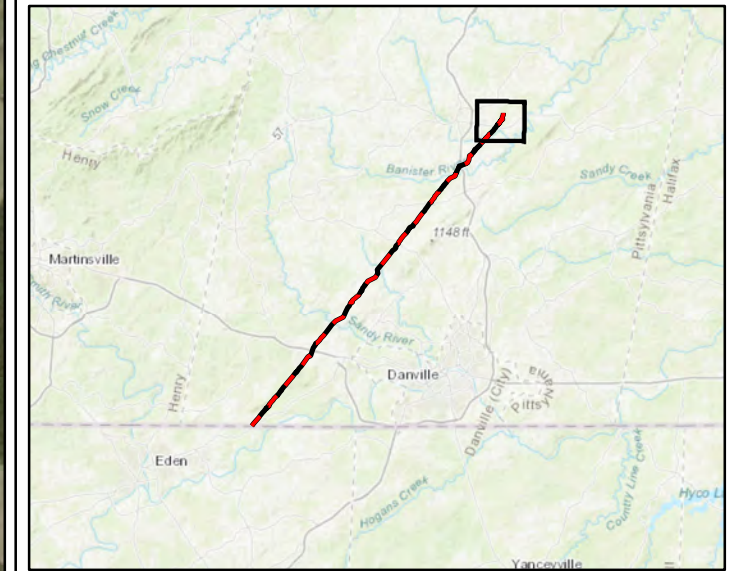 Chestnut Creek
Snow Creek
57
Henry
Banister
Sandy Creek
Halifax
Pittsylvania
1148 ft
Martinsville
Smith River
Sandy River
Henry
Danville
Danville (City)
Pitts
Eden
Hogans Creek
County Line Creek
Hyco
Yanceyville